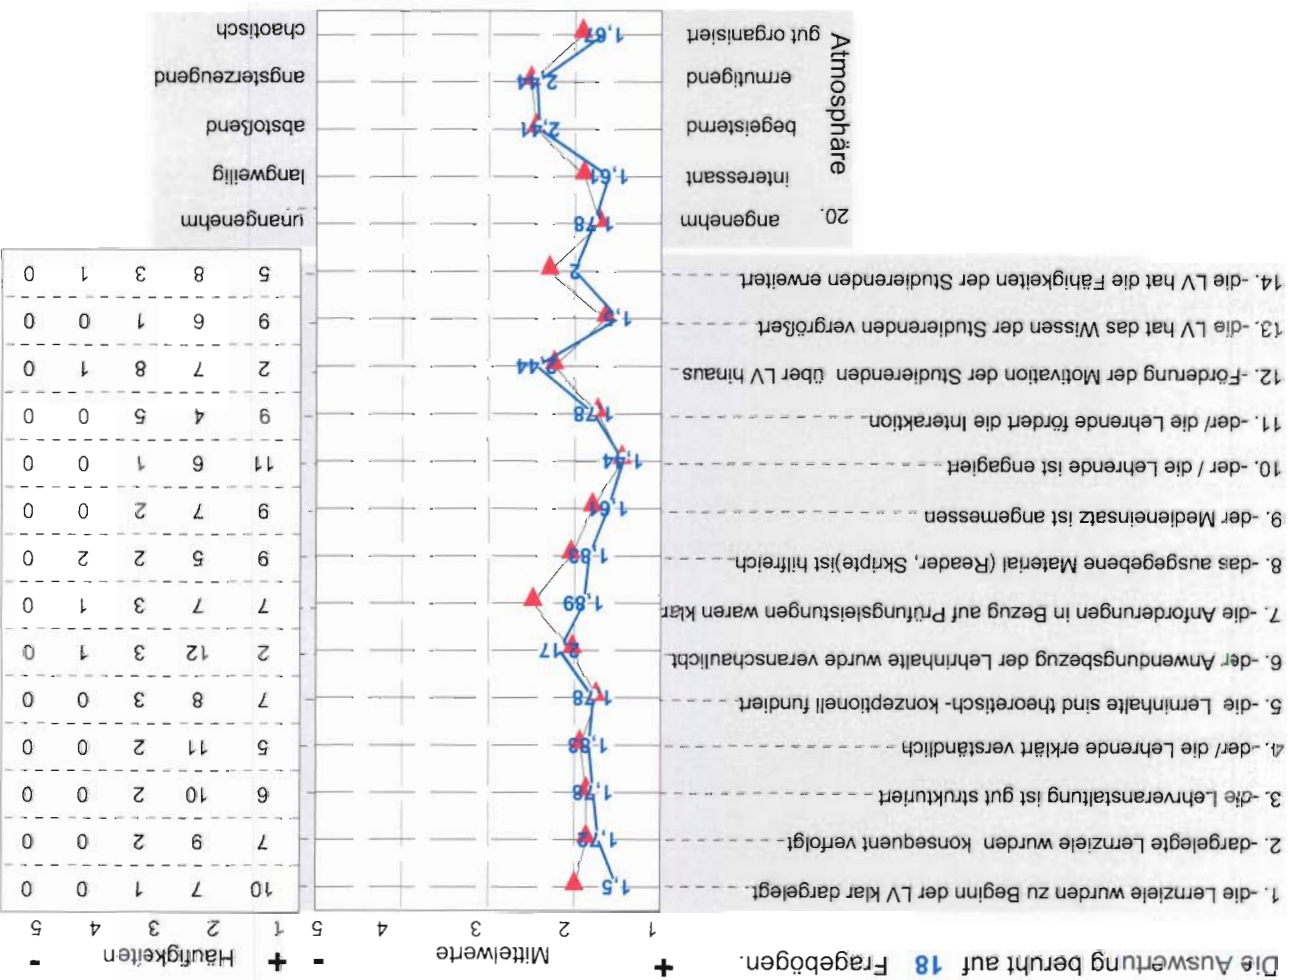 Die Auswertung beruht auf 18 Fragebögen.
+ Mittelwerte -
+ Häufigkeiten -
1 2 3 5
1 2 3 4 5
1. -die Lernziele wurden zu Beginn der LV klar dargelegt. 1,5 10 7 1 0 0
2. -dargelegte Lernziele wurden konsequent verfolgt 1,72 7 9 2 0 0
3. -die Lehrveranstaltung ist gut strukturiert 1,78 6 10 2 0 0
4. -der/ die Lehrende erklärt verständlich 1,83 5 11 2 0 0
5. -die Lerninhalte sind theoretisch- konzeptionell fundiert 1,78 7 8 3 0 0
6. -der Anwendungsbezug der Lehrinhalte wurde veranschaulicht 2,17 2 12 3 1 0
7. -die Anforderungen in Bezug auf Prüfungsleistungen waren klar 1,89 7 7 3 1 0
8. -das ausgegebene Material (Reader, Skripte)ist hilfreich 1,83 9 5 2 2 0
9. -der Medieneinsatz ist angemessen 1,61 9 7 2 0 0
10. -der / die Lehrende ist engagiert 1,44 11 6 1 0 0
11. -der/ die Lehrende fördert die Interaktion 1,78 9 4 5 0 0
12. -Förderung der Motivation der Studierenden über LV hinaus 2,44 2 7 8 1 0
13. -die LV hat das Wissen der Studierenden vergrößert 9 6 1 0 0
14. -die LV hat die Fähigkeiten der Studierenden erweitert 2 5 8 3 1 0
20. angenehm 1,78 unangenehm
Atmosphäre
interessant 1,61 langweilig
begeisternd 2,41 abstoßend
ermutigend 2,44 angsterzeugend
gut organisiert 1,67 chaotisch